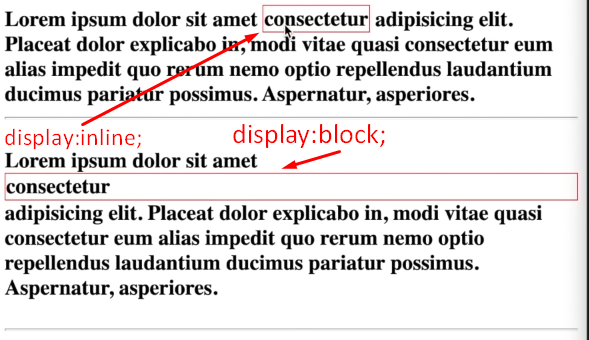 Lorem ipsum dolor sit amet consectetur adipisicing elit.
Placeat dolor explicabo in, modi vitae quasi consectetur eum
alias impedit quo rerum nemo optio repellendus laudantium
ducimus pariatur possimus. Aspernatur, asperiores.
display:inline;
display:block;
Lorem ipsum dolor sit amet
consectetur
adipisicing elit. Placeat dolor explicabo in, modi vitae quasi
consectetur eum alias impedit quo rerum nemo optio
repellendus laudantium ducimus pariatur possimus.
Aspernatur, asperiores.